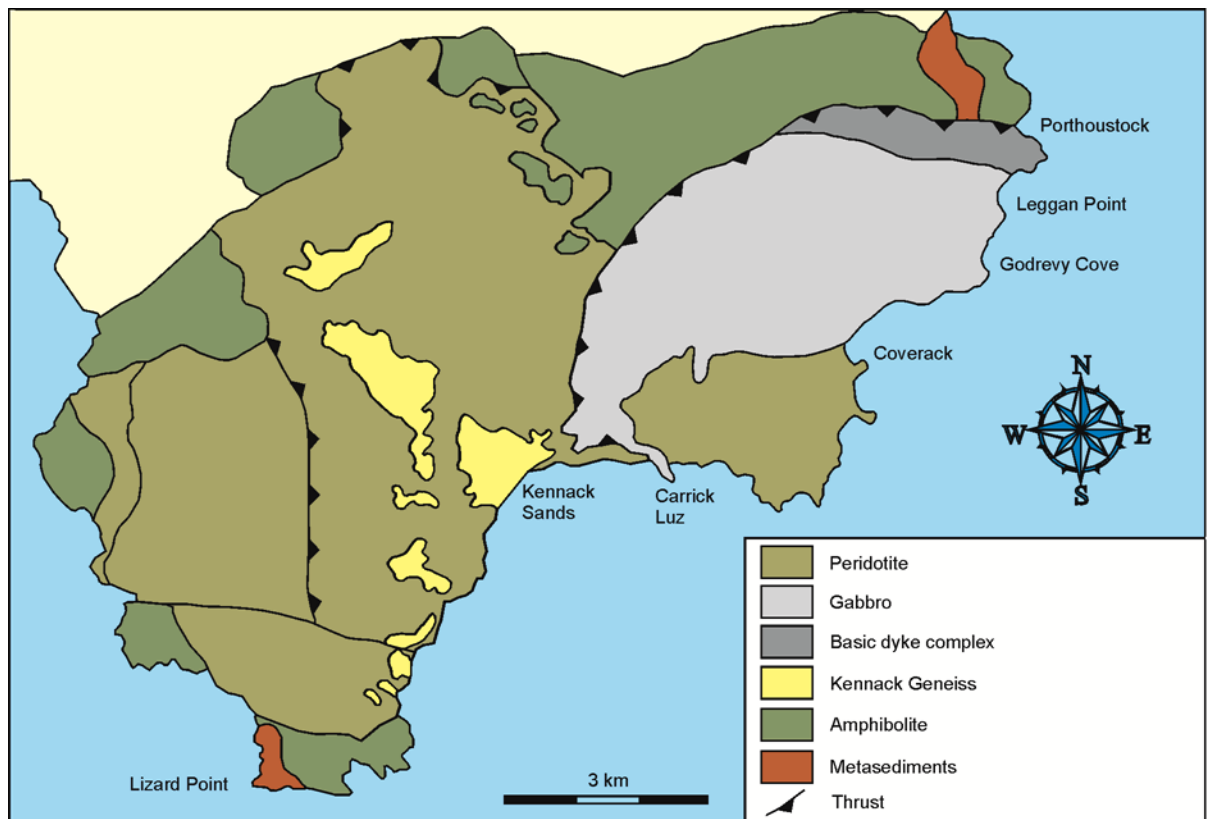 Porthoustock
Leggan Point
Godrevy Cove
Coverack
N
W E
S
Kennack
Sands
Carrick
Luz
Lizard Point
3 km
Peridotite
Gabbro
Basic dyke complex
Kennack Geneiss
Amphibolite
Metasediments
Thrust